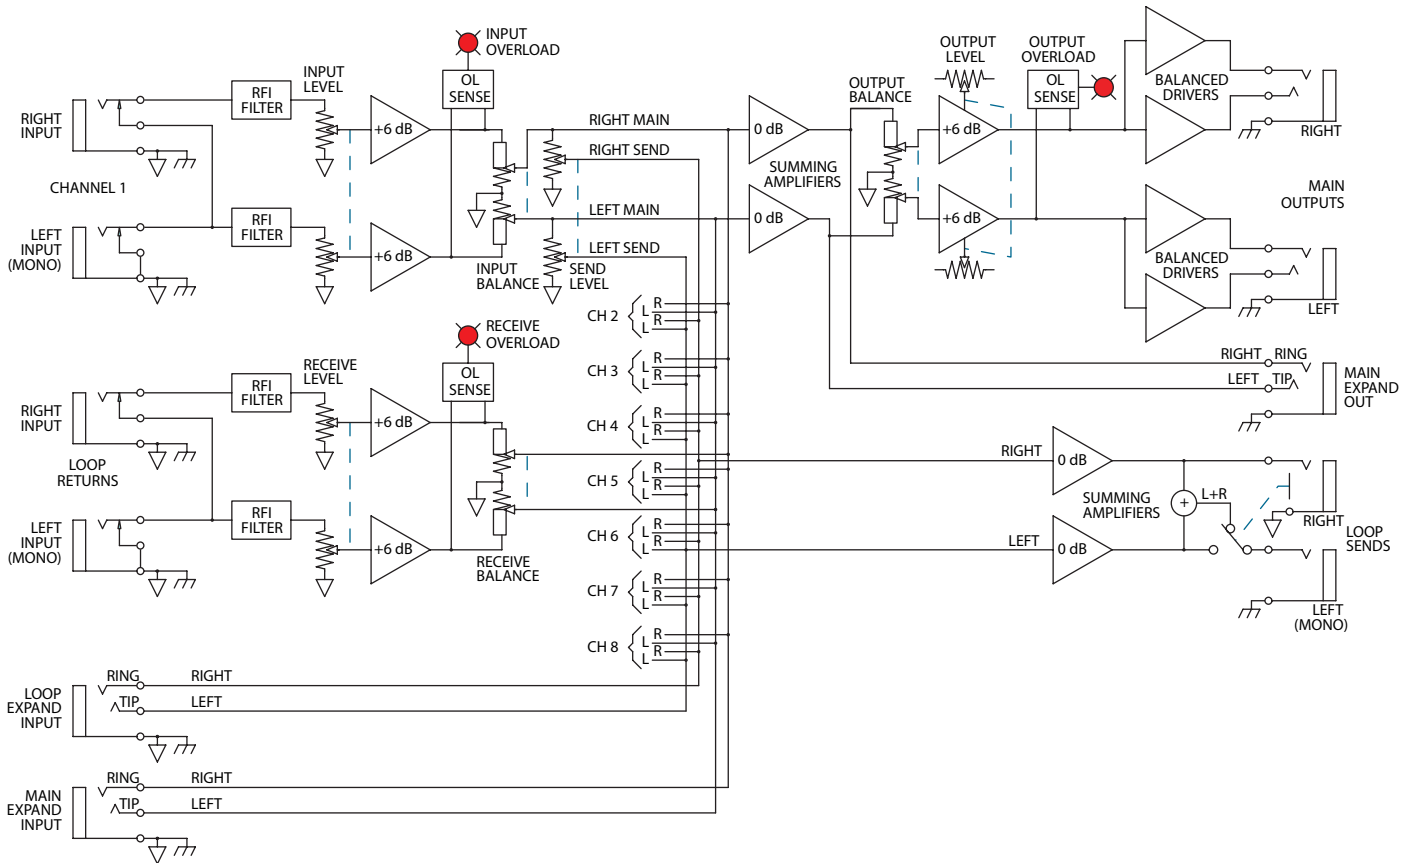 INPUT
OVERLOAD
OL
SENSE
INPUT
LEVEL
RFI
FILTER
+6 dB
RIGHT
INPUT
CHANNEL 1
LEFT
INPUT
(MONO)
RFI
FILTER
+6 dB
INPUT
BALANCE
RIGHT MAIN
RIGHT SEND
LEFT MAIN
LEFT SEND
SEND
LEVEL
0 dB
SUMMING
AMPLIFIERS
0 dB
OUTPUT
BALANCE
OUTPUT
LEVEL
+6 dB
+6 dB
OUTPUT
OVERLOAD
OL
SENSE
BALANCED
DRIVERS
RIGHT
MAIN
OUTPUTS
BALANCED
DRIVERS
LEFT
RIGHT RING
LEFT TIP
MAIN
EXPAND
OUT
CH 2
R
L
R
L
CH 3
R
L
R
L
CH 4
R
L
R
L
CH 5
R
L
R
L
CH 6
R
L
R
L
CH 7
R
L
R
L
CH 8
R
L
R
L
RECEIVE
OVERLOAD
OL
SENSE
RECEIVE
LEVEL
RFI
FILTER
+6 dB
RIGHT
INPUT
LOOP
RETURNS
LEFT
INPUT
(MONO)
RFI
FILTER
+6 dB
RECEIVE
BALANCE
RIGHT
0 dB
SUMMING
AMPLIFIERS
LEFT
0 dB
+
L+R
RIGHT
LOOP
SENDS
LEFT
(MONO)
LOOP
EXPAND
INPUT
RING
RIGHT
TIP
LEFT
MAIN
EXPAND
INPUT
RING
RIGHT
TIP
LEFT